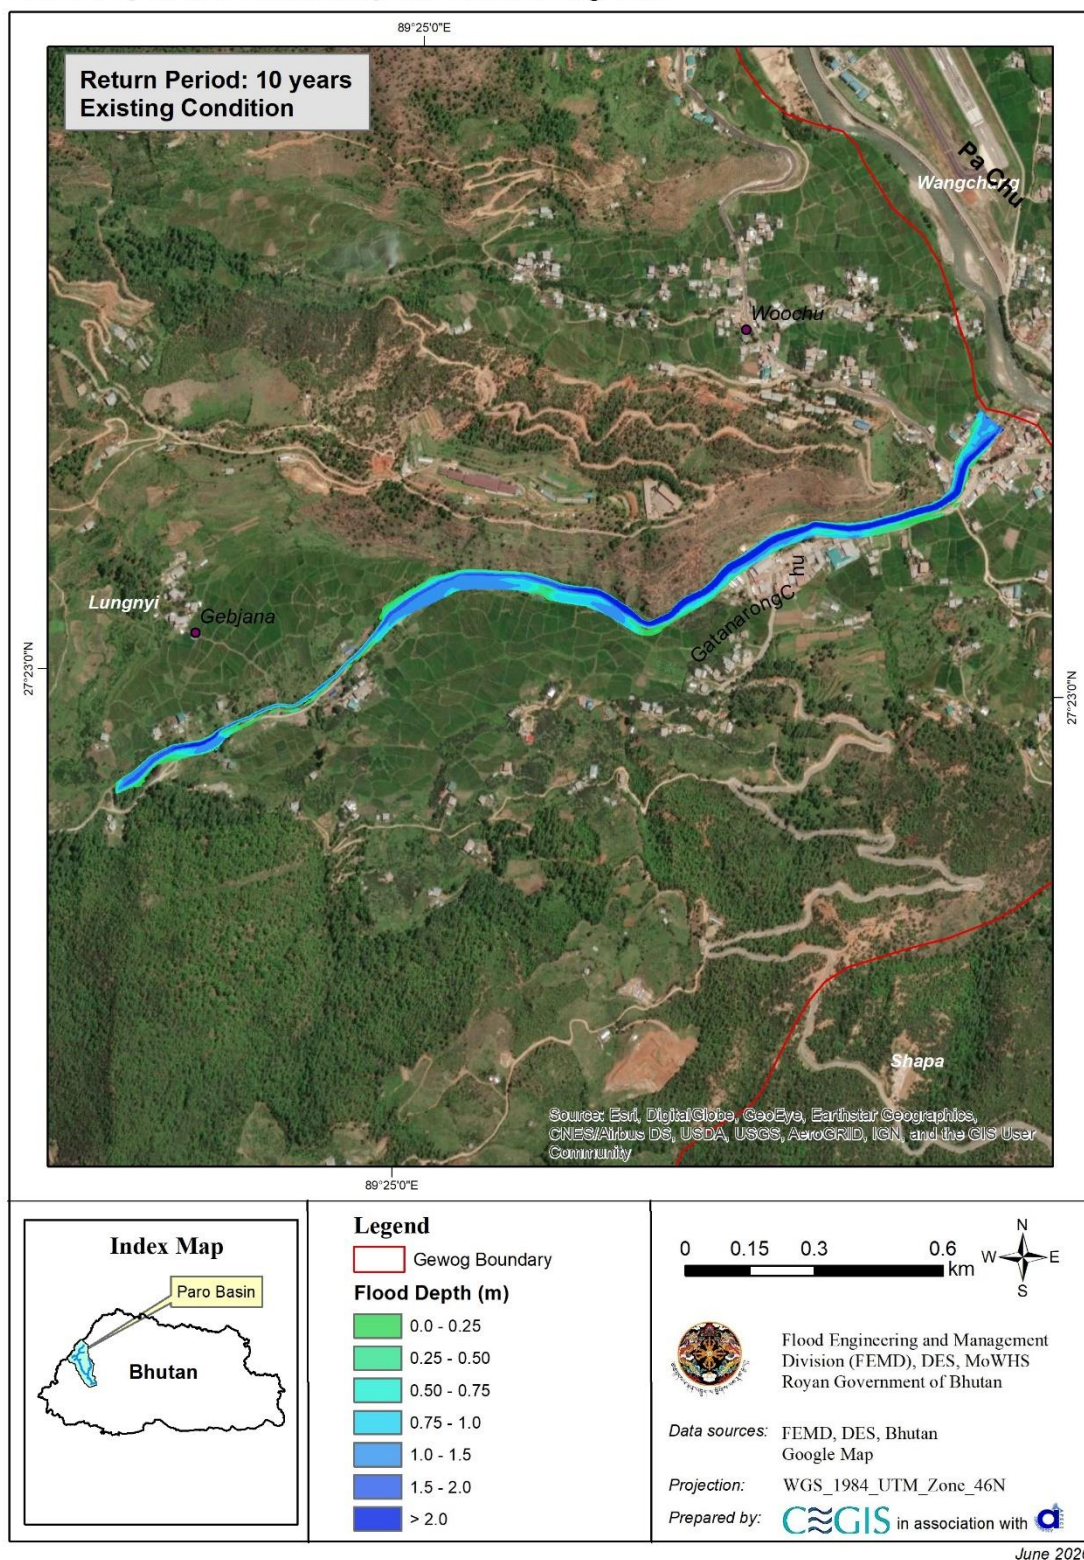 89°25'0"E
Return Period: 10 years
Existing Condition
Pa Chu
Wangchang
Woochu
Lungnyi
Gebjana
GatanarongChu
27°23'0"N
27°23'0"N
Shapa
Source: Esri, DigitalGlobe, GeoEye, Earthstar Geographics,
CNES/Airbus DS, USDA, USGS, AeroGRID, IGN, and the GIS User
Community
89°25'0"E
Index Map
Paro Basin
Bhutan
Legend
Gewog Boundary
Flood Depth (m)
0.0 - 0.25
0.25 - 0.50
0.50 - 0.75
0.75 - 1.0
1.0 - 1.5
1.5 - 2.0
> 2.0
0 0.15 0.3 0.6
km
N
W E
S
Flood Engineering and Management
Division (FEMD), DES, MoWHS
Royan Government of Bhutan
Data sources: FEMD, DES, Bhutan
Google Map
Projection: WGS_1984_UTM_Zone_46N
Prepared by: CEGIS in association with
June 2020